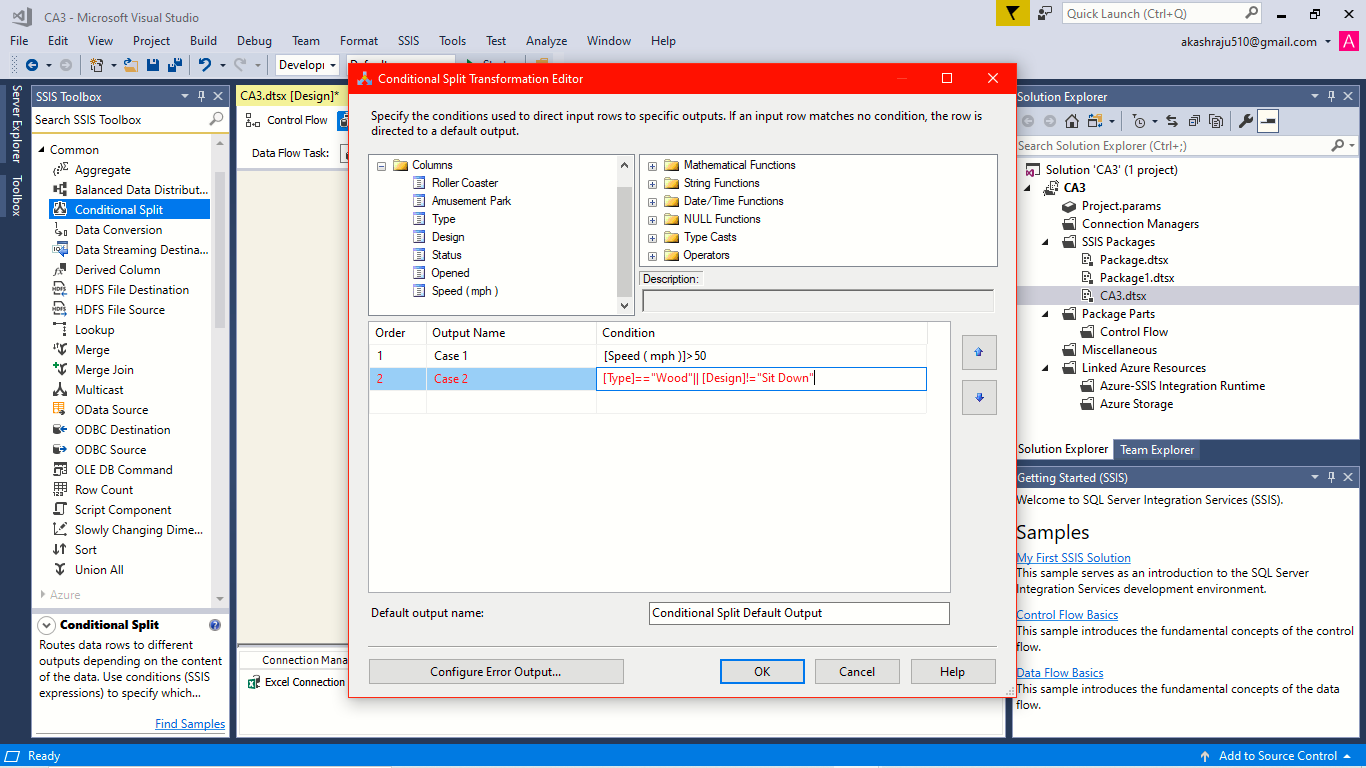 CA3 - Microsoft Visual Studio
Quick Launch (Ctrl+Q)
File Edit View Project Build Debug Team Format SSIS Tools Test Analyze Window Help
akashraju510@gmail.com
A
Server Explorer
Toolbox
SSIS Toolbox
Search SSIS Toolbox
Common
Aggregate
Balanced Data Distribut...
Conditional Split
Data Conversion
Data Streaming Destina...
Derived Column
HDFS File Destination
HDFS File Source
Lookup
Merge
Merge Join
Multicast
OData Source
ODBC Destination
ODBC Source
OLE DB Command
Row Count
Script Component
Slowly Changing Dime...
Sort
Union All
Azure
Conditional Split
Routes data rows to different
outputs depending on the content
of the data. Use conditions (SSIS
expressions) to specify which...
Find Samples
CA3.dtsx [Design]*
Control Flow
Data Flow Task:
Connection Mana
Excel Connection
Conditional Split Transformation Editor
Specify the conditions used to direct input rows to specific outputs. If an input row matches no condition, the row is
directed to a default output.
Columns
Roller Coaster
Amusement Park
Type
Design
Status
Opened
Speed ( mph )
Mathematical Functions
String Functions
Date/Time Functions
NULL Functions
Type Casts
Operators
Description:
Order Output Name Condition
1 Case 1 [Speed ( mph )]>50
2 Case 2 [Type]=="Wood"|| [Design]!="Sit Down"
Default output name: Conditional Split Default Output
Configure Error Output... OK Cancel Help
Solution Explorer
Search Solution Explorer (Ctrl+;)
Solution 'CA3' (1 project)
CA3
Project.params
Connection Managers
SSIS Packages
Package.dtsx
Package1.dtsx
CA3.dtsx
Package Parts
Control Flow
Miscellaneous
Linked Azure Resources
Azure-SSIS Integration Runtime
Azure Storage
Solution Explorer Team Explorer
Getting Started (SSIS)
Welcome to SQL Server Integration Services (SSIS).
Samples
My First SSIS Solution
This sample serves as an introduction to the SQL Server
Integration Services development environment.
Control Flow Basics
This sample introduces the fundamental concepts of the control
flow.
Data Flow Basics
This sample introduces the fundamental concepts of the data
flow.
Ready
Add to Source Control